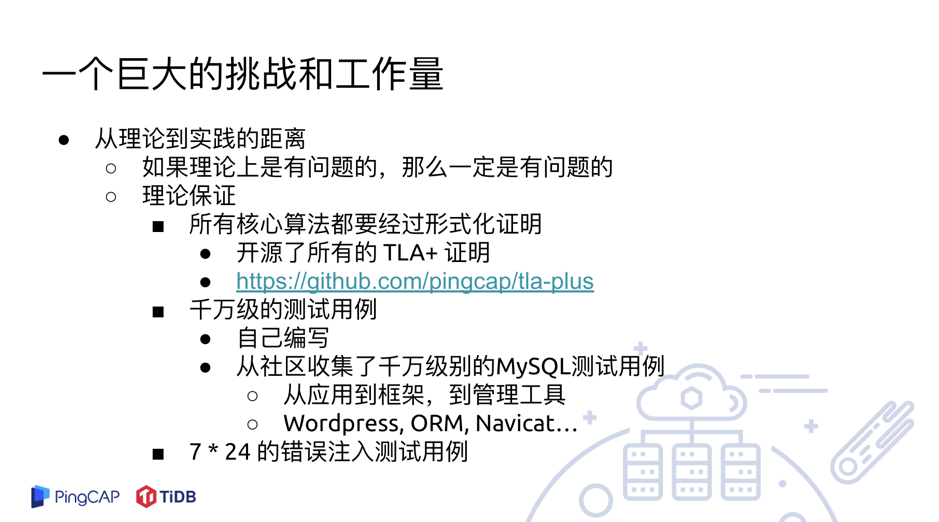 一个巨大的挑战和工作量
● 从理论到实践的距离
○ 如果理论上是有问题的，那么一定是有问题的
○ 理论保证
■ 所有核心算法都要经过形式化证明
● 开源了所有的 TLA+ 证明
● https://github.com/pingcap/tla-plus
■ 千万级的测试用例
● 自己编写
● 从社区收集了千万级别的MySQL测试用例
○ 从应用到框架，到管理工具
○ Wordpress, ORM, Navicat…
■ 7 * 24 的错误注入测试用例
PingCAP TiDB